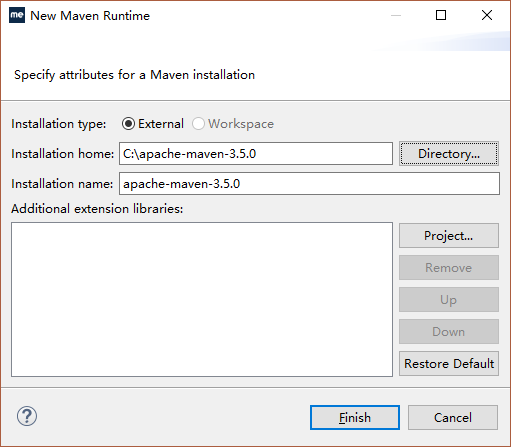 me New Maven Runtime
Specify attributes for a Maven installation
Installation type: External Workspace
Installation home: C:\apache-maven-3.5.0 Directory...
Installation name: apache-maven-3.5.0
Additional extension libraries:
Project...
Remove
Up
Down
Restore Default
? Finish Cancel